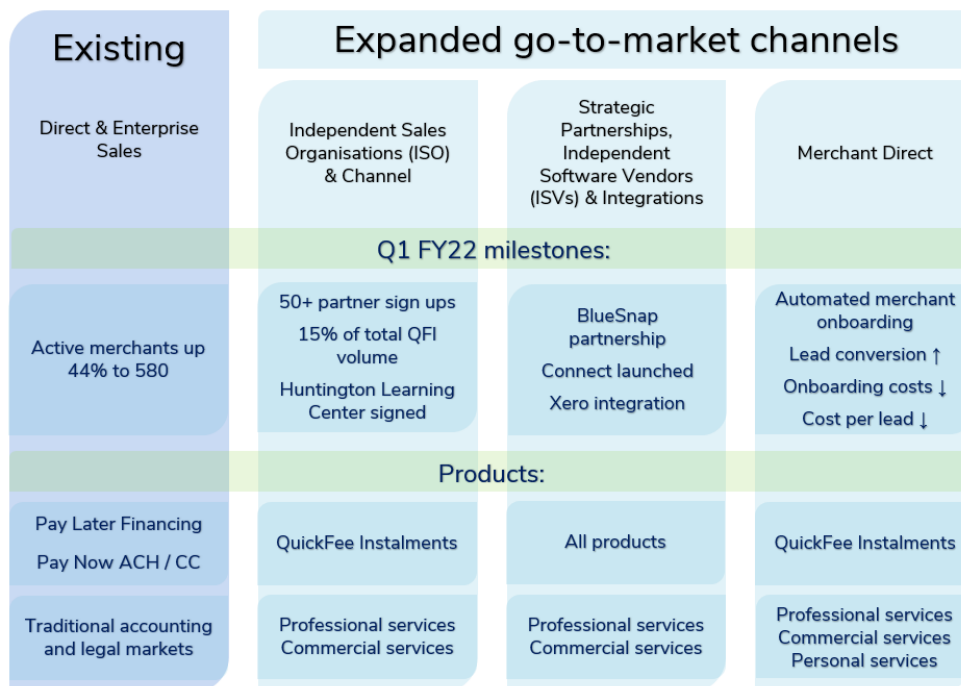 Existing
Expanded go-to-market channels
Direct & Enterprise
Sales
Independent Sales
Organisations (ISO)
& Channel
Strategic
Partnerships,
Independent
Software Vendors
(ISVs) & Integrations
Merchant Direct
Q1 FY22 milestones:
Active merchants up
44% to 580
50+ partner sign ups
15% of total QFI
volume
Huntington Learning
Center signed
BlueSnap
partnership
Connect launched
Xero integration
Automated merchant
onboarding
Lead conversion ↑
Onboarding costs ↓
Cost per lead ↓
Products:
Pay Later Financing
Pay Now ACH / CC
QuickFee Instalments
All products
QuickFee Instalments
Traditional accounting
and legal markets
Professional services
Commercial services
Professional services
Commercial services
Professional services
Commercial services
Personal services